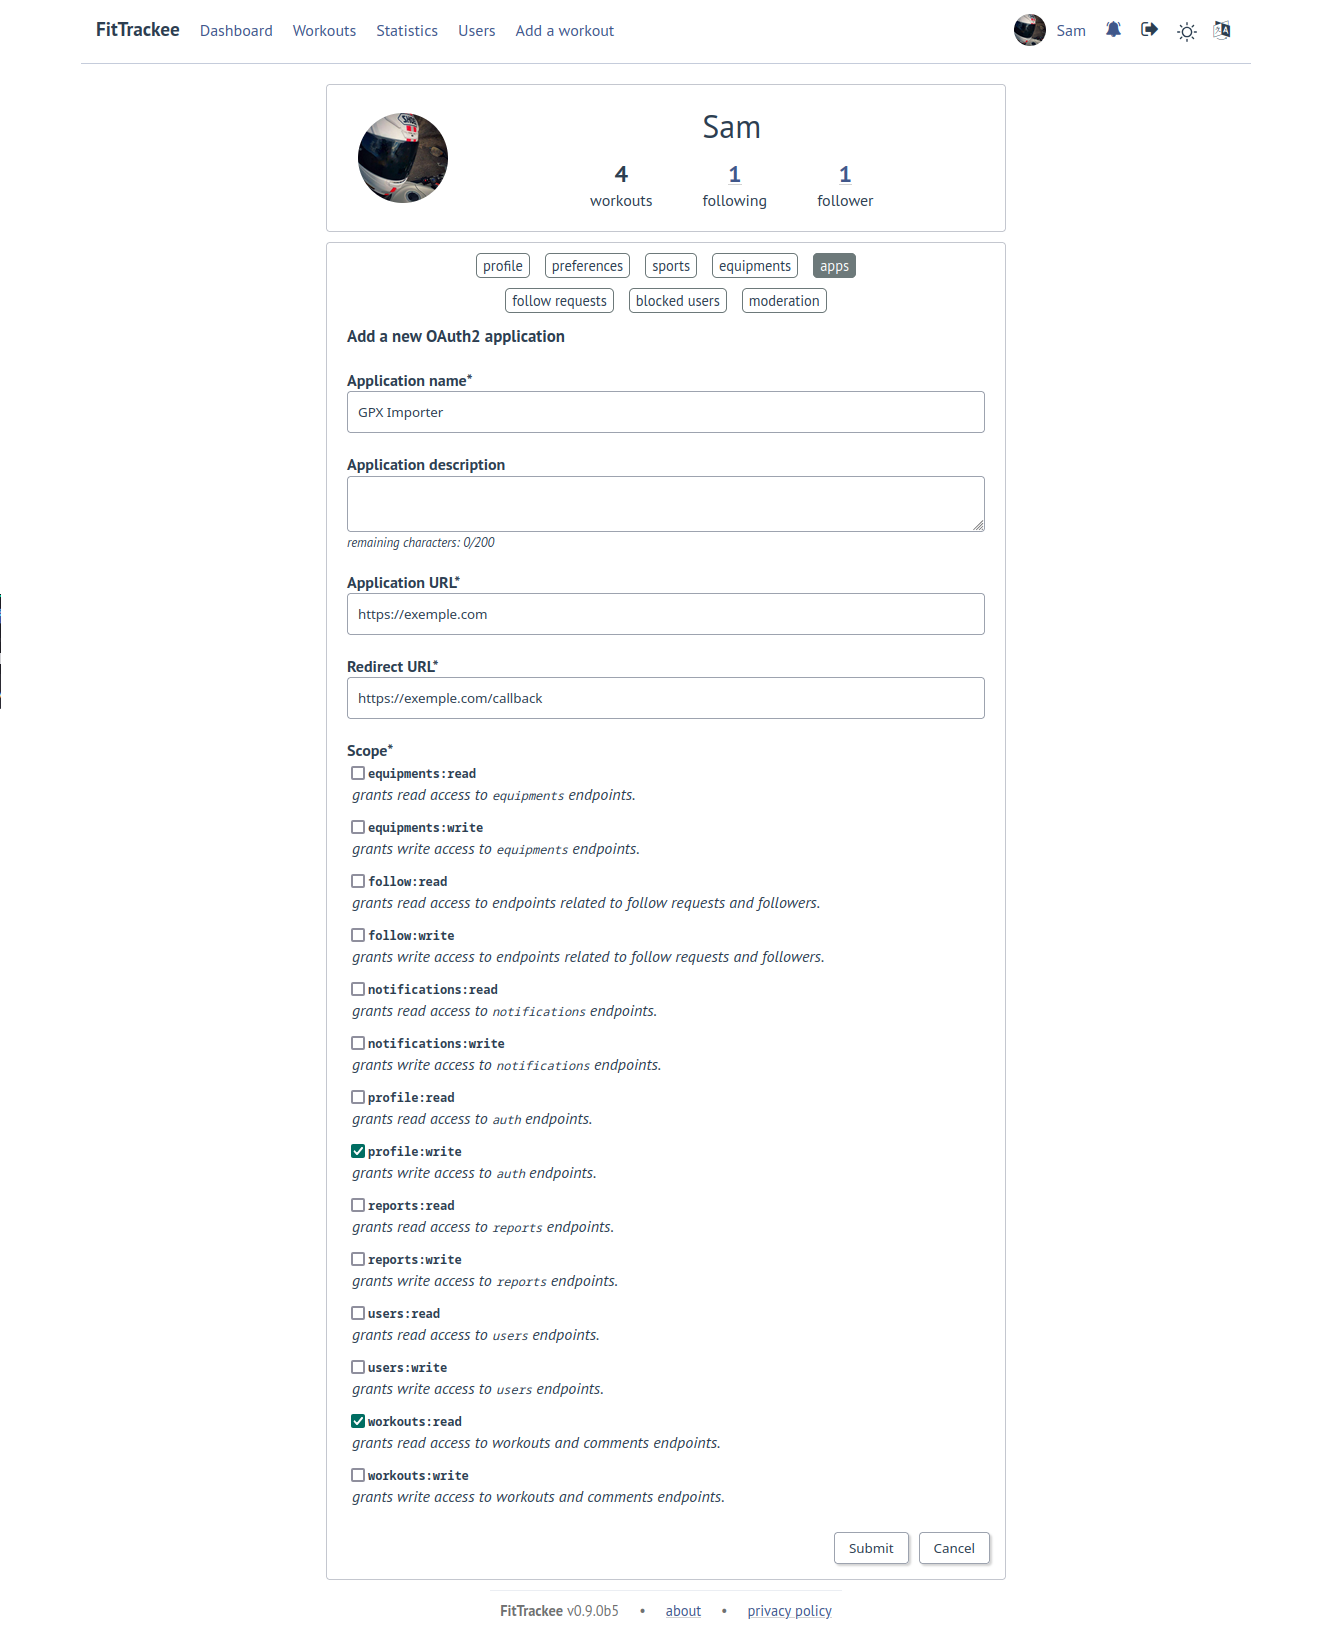 FitTrackee Dashboard Workouts Statistics Users Add a workout Sam
Sam
4 1 1
workouts following follower
profile preferences sports equipments apps
follow requests blocked users moderation
Add a new OAuth2 application
Application name*
GPX Importer
Application description
remaining characters: 0/200
Application URL*
https://exemple.com
Redirect URL*
https://exemple.com/callback
Scope*
equipments:read
grants read access to equipments endpoints.
equipments:write
grants write access to equipments endpoints.
follow:read
grants read access to endpoints related to follow requests and followers.
follow:write
grants write access to endpoints related to follow requests and followers.
notifications:read
grants read access to notifications endpoints.
notifications:write
grants write access to notifications endpoints.
profile:read
grants read access to auth endpoints.
profile:write
grants write access to auth endpoints.
reports:read
grants read access to reports endpoints.
reports:write
grants write access to reports endpoints.
users:read
grants read access to users endpoints.
users:write
grants write access to users endpoints.
workouts:read
grants read access to workouts and comments endpoints.
workouts:write
grants write access to workouts and comments endpoints.
Submit Cancel
FitTrackee v0.9.0b5 • about • privacy policy